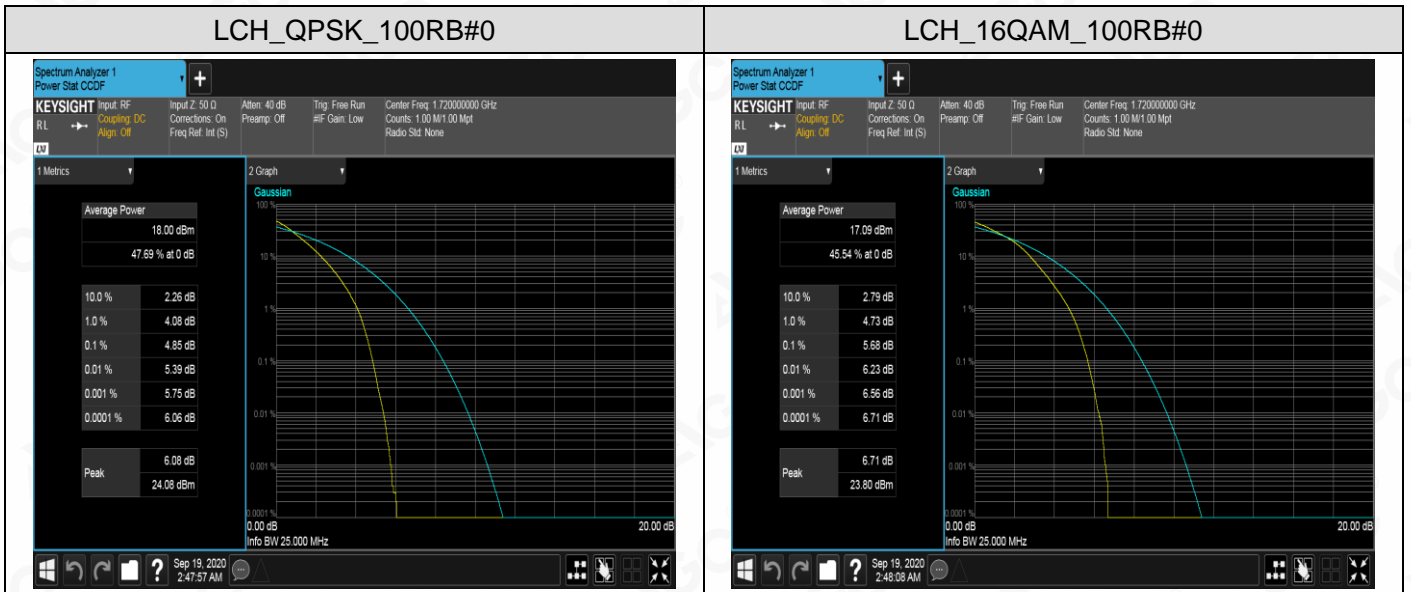 LCH_QPSK_100RB#0
Spectrum Analyzer 1
Power Stat CCDF
+
KEYSIGHT
RL
LXI
Input: RF
Coupling: DC
Align: Off
Input Z: 50 Ω
Corrections: On
Freq Ref: Int (S)
Atten: 40 dB
Preamp: Off
Trig: Free Run
#IF Gain: Low
Center Freq: 1.720000000 GHz
Counts: 1.00 M/1.00 Mpt
Radio Std: None
1 Metrics
Average Power
18.00 dBm
47.69 % at 0 dB
10.0 % 2.26 dB
1.0 % 4.08 dB
0.1 % 4.85 dB
0.01 % 5.39 dB
0.001 % 5.75 dB
0.0001 % 6.06 dB
Peak
6.08 dB
24.08 dBm
2 Graph
Gaussian
100 %
10 %
1 %
0.1 %
0.01 %
0.001 %
0.0001 %
0.00 dB 20.00 dB
Info BW 25.000 MHz
?
Sep 19, 2020
2:47:57 AM
LCH_16QAM_100RB#0
Spectrum Analyzer 1
Power Stat CCDF
+
KEYSIGHT
RL
LXI
Input: RF
Coupling: DC
Align: Off
Input Z: 50 Ω
Corrections: On
Freq Ref: Int (S)
Atten: 40 dB
Preamp: Off
Trig: Free Run
#IF Gain: Low
Center Freq: 1.720000000 GHz
Counts: 1.00 M/1.00 Mpt
Radio Std: None
1 Metrics
Average Power
17.09 dBm
45.54 % at 0 dB
10.0 % 2.79 dB
1.0 % 4.73 dB
0.1 % 5.68 dB
0.01 % 6.23 dB
0.001 % 6.56 dB
0.0001 % 6.71 dB
Peak
6.71 dB
23.80 dBm
2 Graph
Gaussian
100 %
10 %
1 %
0.1 %
0.01 %
0.001 %
0.0001 %
0.00 dB 20.00 dB
Info BW 25.000 MHz
?
Sep 19, 2020
2:48:08 AM